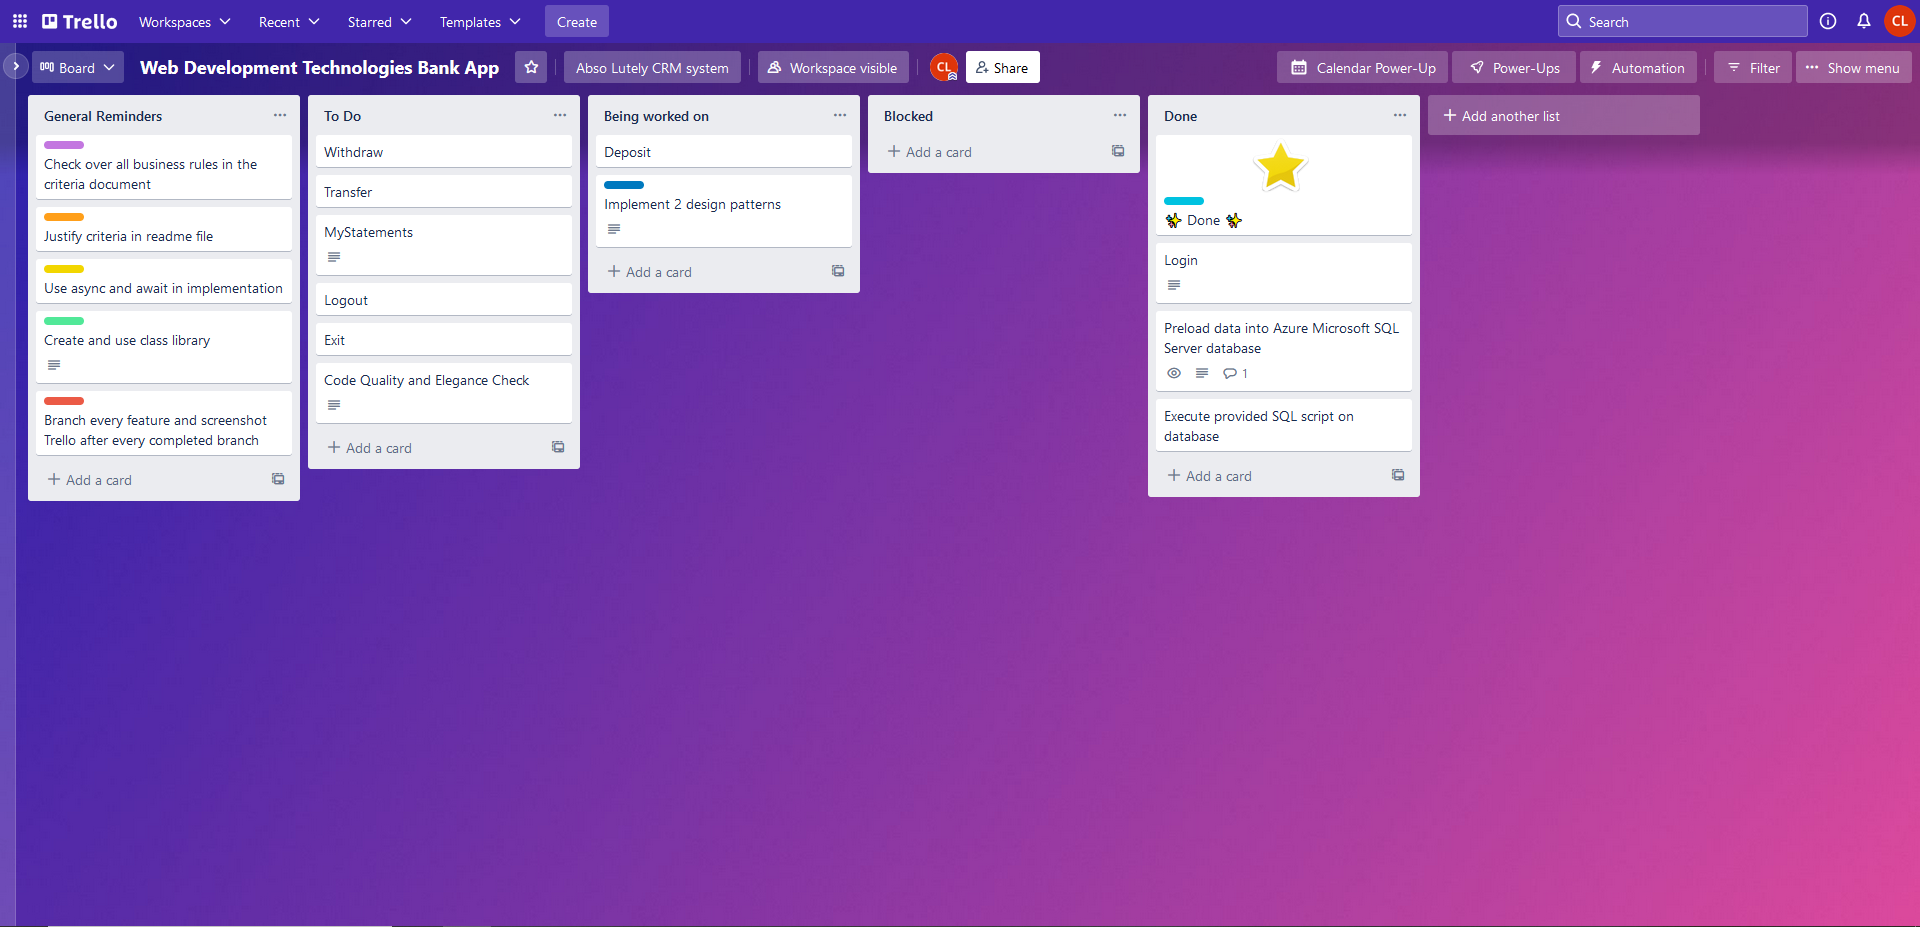 Trello
Workspaces
Recent
Starred
Templates
Create
Search
CL
Board
Web Development Technologies Bank App
Abso Lutely CRM system
Workspace visible
CL
Share
Calendar Power-Up
Power-Ups
Automation
Filter
Show menu
General Reminders
Check over all business rules in the
criteria document
Justify criteria in readme file
Use async and await in implementation
Create and use class library
Branch every feature and screenshot
Trello after every completed branch
+ Add a card
To Do
Withdraw
Transfer
MyStatements
Logout
Exit
Code Quality and Elegance Check
+ Add a card
Being worked on
Deposit
Implement 2 design patterns
+ Add a card
Blocked
+ Add a card
Done
✨ Done ✨
Login
Preload data into Azure Microsoft SQL
Server database
1
Execute provided SQL script on
database
+ Add a card
+ Add another list